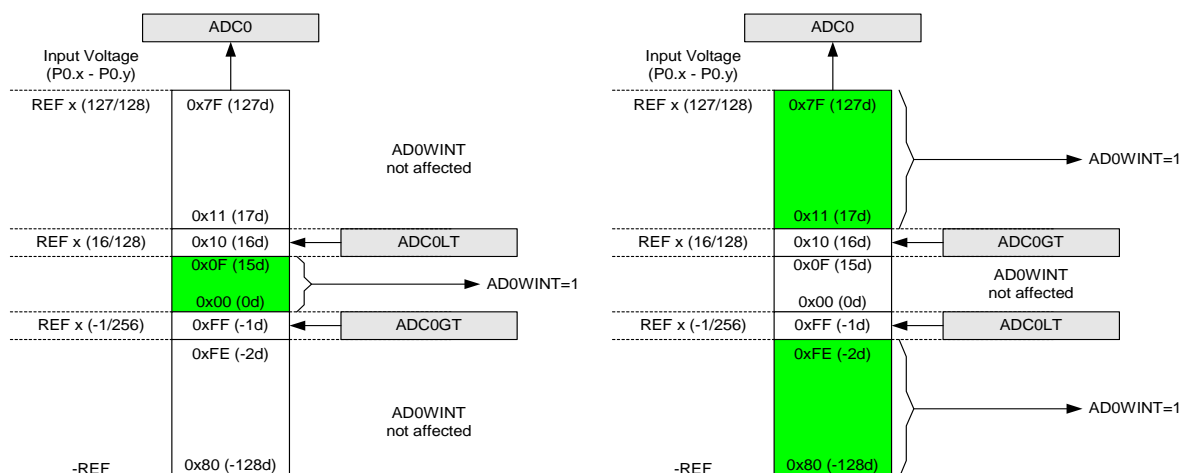 ADC0
Input Voltage
(P0.x - P0.y)
REF x (127/128)
0x7F (127d)
AD0WINT
not affected
0x11 (17d)
REF x (16/128)
0x10 (16d)
ADC0LT
0x0F (15d)
AD0WINT=1
0x00 (0d)
REF x (-1/256)
0xFF (-1d)
ADC0GT
0xFE (-2d)
AD0WINT
not affected
-REF
0x80 (-128d)
ADC0
Input Voltage
(P0.x - P0.y)
REF x (127/128)
0x7F (127d)
AD0WINT=1
0x11 (17d)
REF x (16/128)
0x10 (16d)
ADC0GT
0x0F (15d)
AD0WINT
not affected
0x00 (0d)
REF x (-1/256)
0xFF (-1d)
ADC0LT
0xFE (-2d)
AD0WINT=1
-REF
0x80 (-128d)